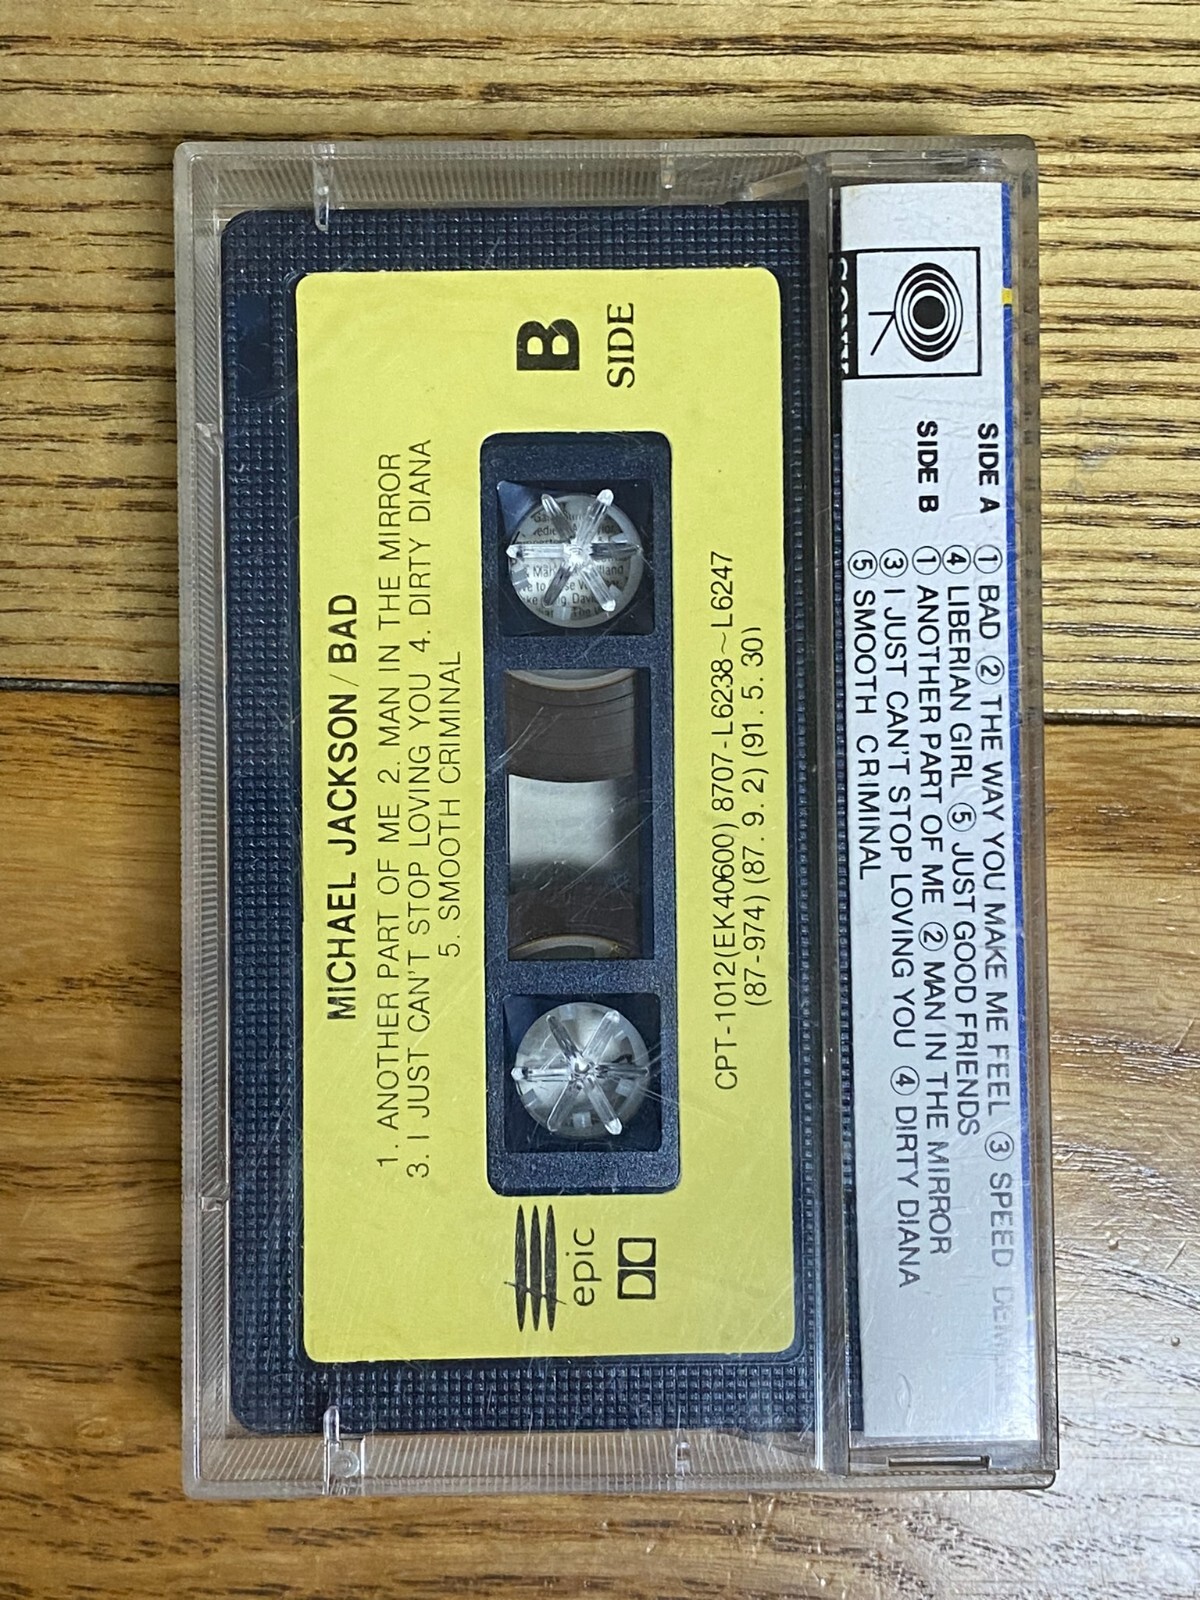 MICHAEL JACKSON / BAD
1. ANOTHER PART OF ME 2. MAN IN THE MIRROR
3. I JUST CAN'T STOP LOVING YOU 4. DIRTY DIANA
5. SMOOTH CRIMINAL
B
SIDE
epic
CPT-1012(EK40600) 8707-L6238~L6247
(87-974) (87. 9. 2) (91. 5. 30)
SIDE A ① BAD ② THE WAY YOU MAKE ME FEEL ③ SPEED
④ LIBERIAN GIRL ⑤ JUST GOOD FRIENDS
SIDE B ① ANOTHER PART OF ME ② MAN IN THE MIRROR
③ I JUST CAN'T STOP LOVING YOU ④ DIRTY DIANA
⑤ SMOOTH CRIMINAL